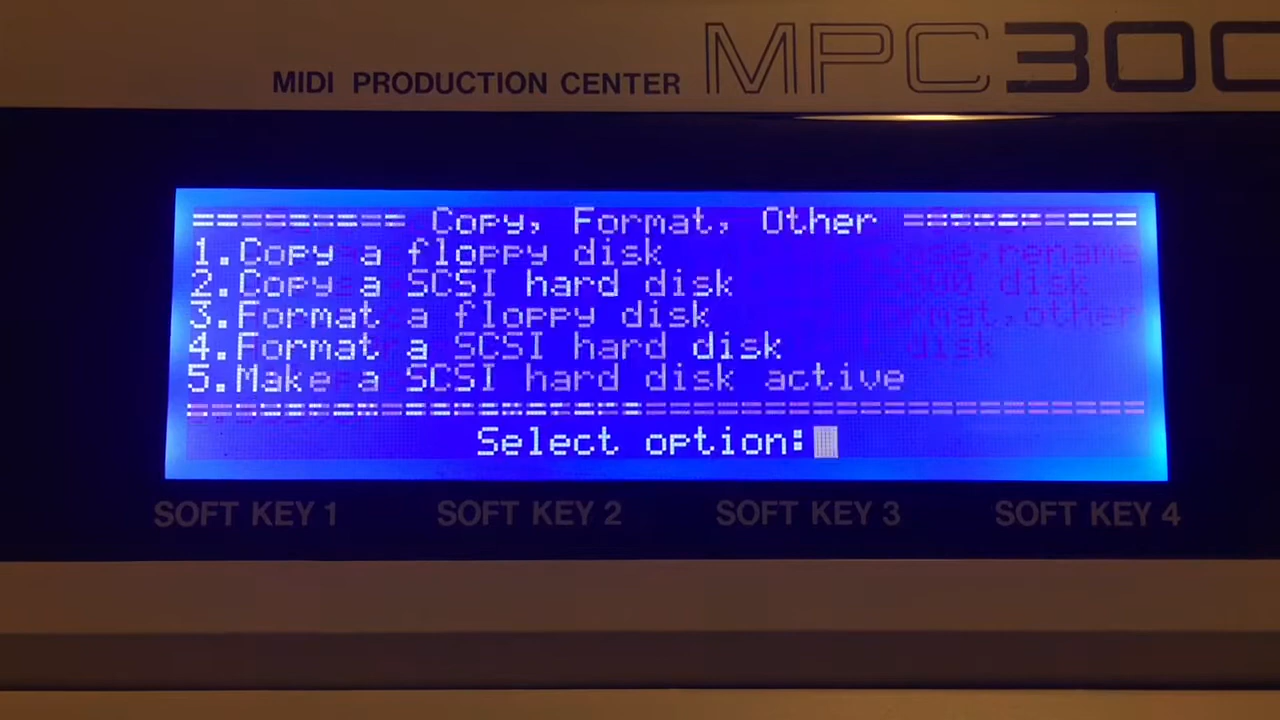 MIDI PRODUCTION CENTER MPC300
========= Copy, Format, Other ==========
1.Copy a floppy disk
2.Copy a SCSI hard disk
3.Format a floppy disk
4.Format a SCSI hard disk
5.Make a SCSI hard disk active
Select option:
SOFT KEY 1 SOFT KEY 2 SOFT KEY 3 SOFT KEY 4